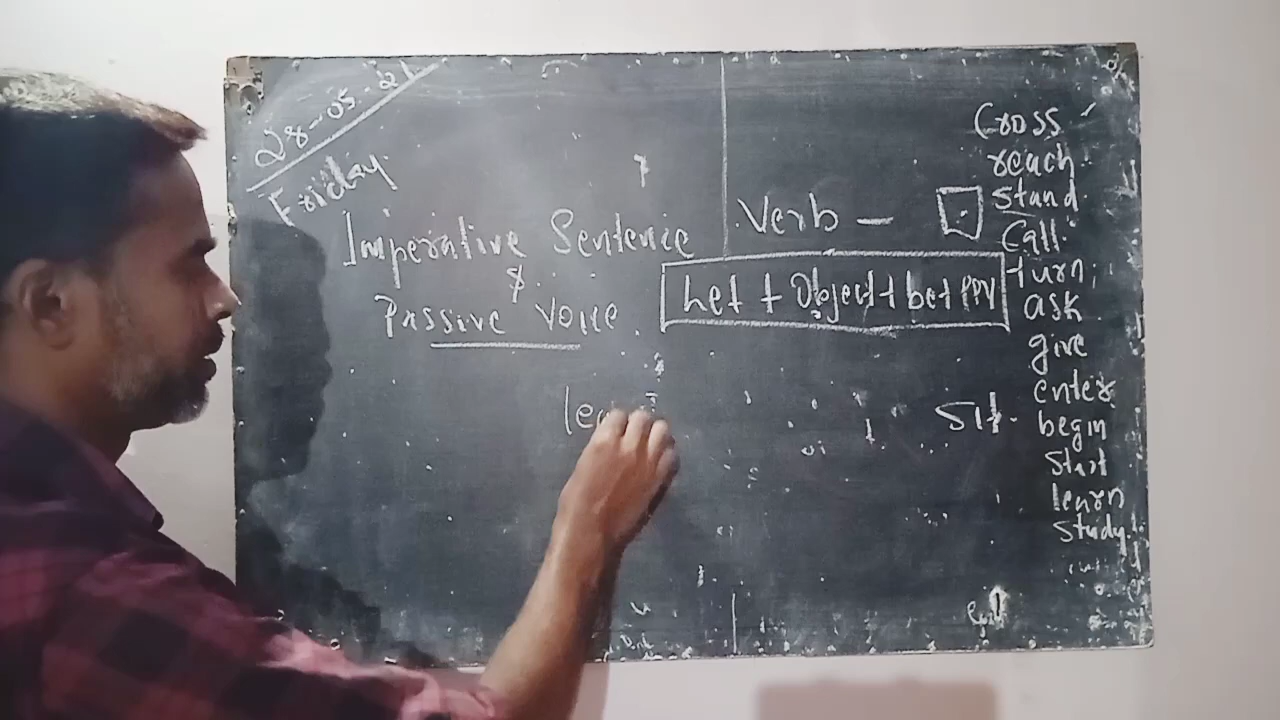 28-05-21
Friday
Imperative Sentence
&
Passive Voice.
Verb —
Let + Object + be + PPV
Cross
reach
Stand
Call
turn,
ask
give
enter
begin
Start
learn
Study
Sit